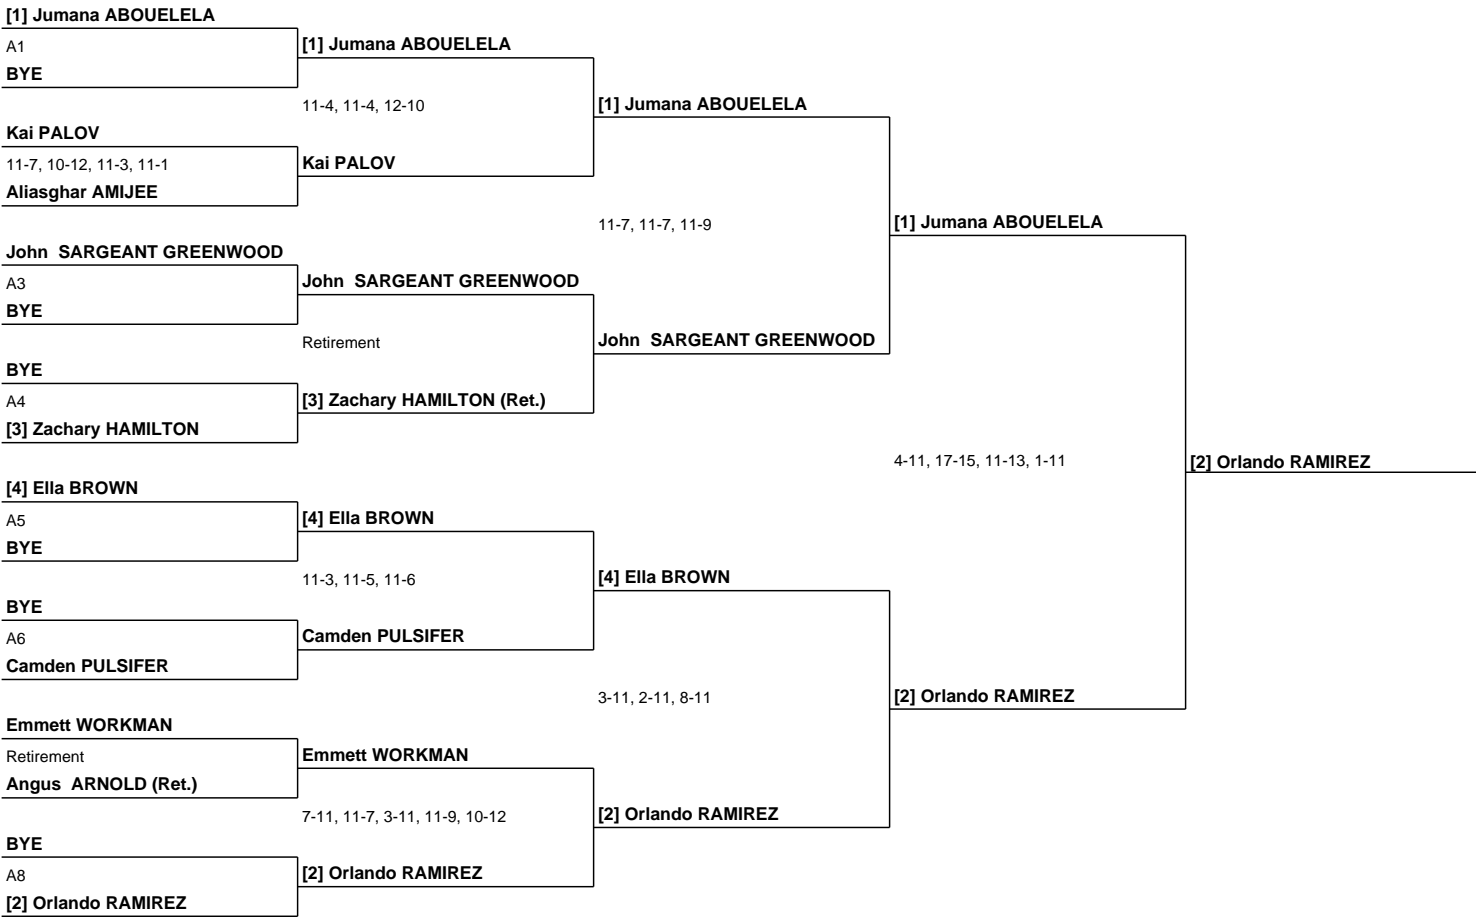 [1] Jumana ABOUELELA
A1
BYE
Kai PALOV
11-7, 10-12, 11-3, 11-1
Aliasghar AMIJEE
John  SARGEANT GREENWOOD
A3
BYE
BYE
A4
[3] Zachary HAMILTON
[4] Ella BROWN
A5
BYE
BYE
A6
Camden PULSIFER
Emmett WORKMAN
Retirement
Angus  ARNOLD (Ret.)
BYE
A8
[2] Orlando RAMIREZ
[1] Jumana ABOUELELA
11-4, 11-4, 12-10
Kai PALOV
John  SARGEANT GREENWOOD
Retirement
[3] Zachary HAMILTON (Ret.)
[4] Ella BROWN
11-3, 11-5, 11-6
Camden PULSIFER
Emmett WORKMAN
7-11, 11-7, 3-11, 11-9, 10-12
[2] Orlando RAMIREZ
[1] Jumana ABOUELELA
11-7, 11-7, 11-9
John  SARGEANT GREENWOOD
[4] Ella BROWN
3-11, 2-11, 8-11
[2] Orlando RAMIREZ
[1] Jumana ABOUELELA
4-11, 17-15, 11-13, 1-11
[2] Orlando RAMIREZ
[2] Orlando RAMIREZ